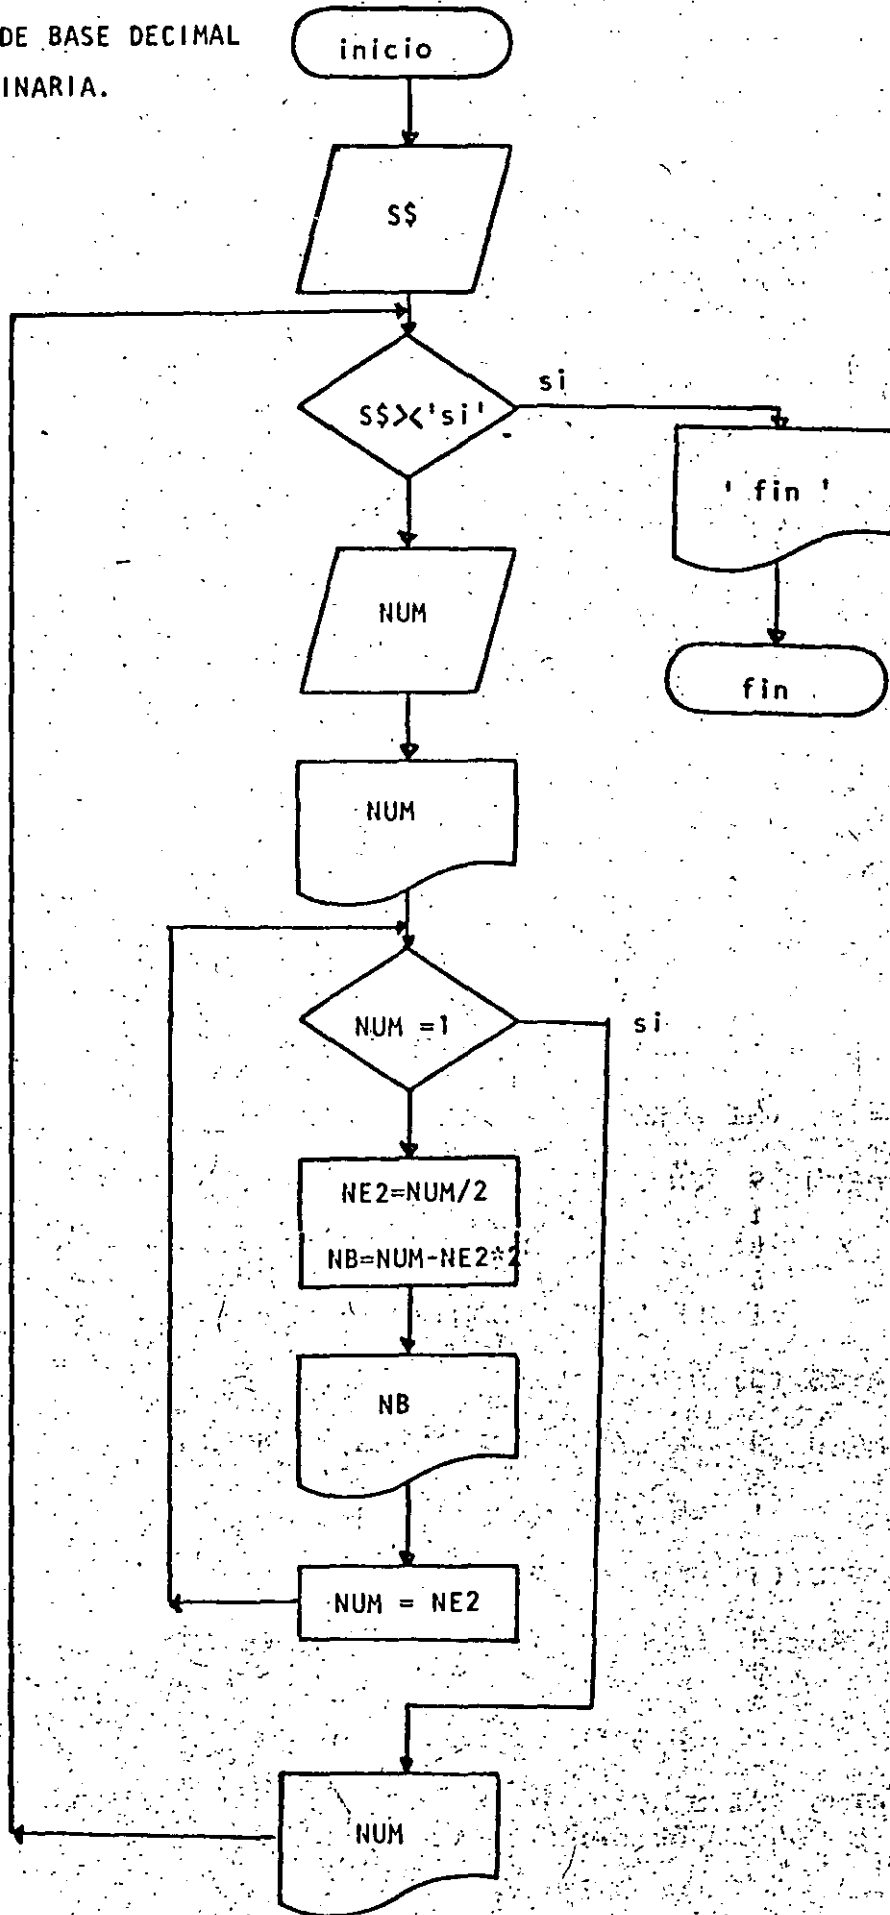 DE BASE DECIMAL
INARIA.
inicio
S$
S$><'si'
si
' fin '
fin
NUM
NUM
NUM =1
si
NE2=NUM/2
NB=NUM-NE2*2
NB
NUM = NE2
NUM